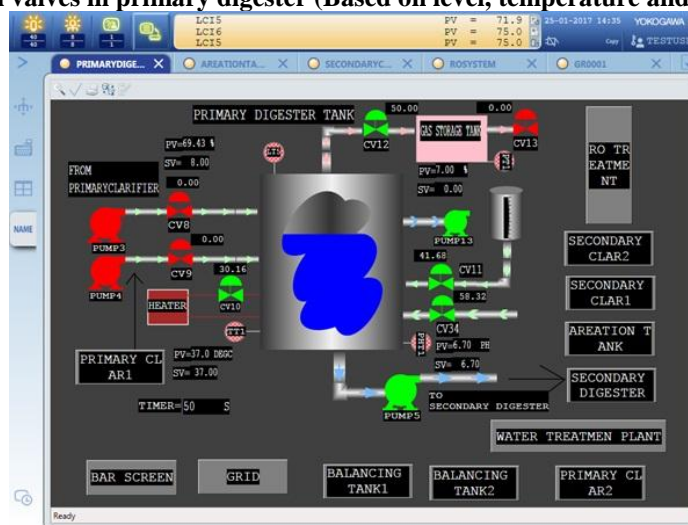 valves in primary digester (Based on level, temperature and
LCI5 PV = 71.9
LCI6 PV = 75.0
LCI5 PV = 75.0
25-01-2017 14:35 YOKOGAWA
Copy TESTUS
PRIMARYDIGE... AREATIONTA... SECONDARYC... ROSYSTEM GR0001
NAME
PRIMARY DIGESTER TANK
50.00
0.00
CV12
GAS STORAGE TANK
CV13
PV=69.43 %
SV= 8.00
0.00
FROM
PRIMARYCLARIFIER
PV=7.00 %
SV= 0.00
RO TR
EATME
NT
CV8
PUMP3
0.00
CV9
PUMP4
30.16
CV10
HEATER
PUMP13
41.68
CV11
58.32
CV34
SECONDARY
CLAR2
SECONDARY
CLAR1
AREATION T
ANK
SECONDARY
DIGESTER
TT1
PHT1
PV=6.70 PH
SV= 6.70
PRIMARY CL
AR1
PV=37.0 DEGC
SV= 37.00
TIMER=50 S
PUMP5
TO
SECONDARY DIGESTER
WATER TREATMEN PLANT
BAR SCREEN
GRID
BALANCING
TANK1
BALANCING
TANK2
PRIMARY CL
AR2
Ready